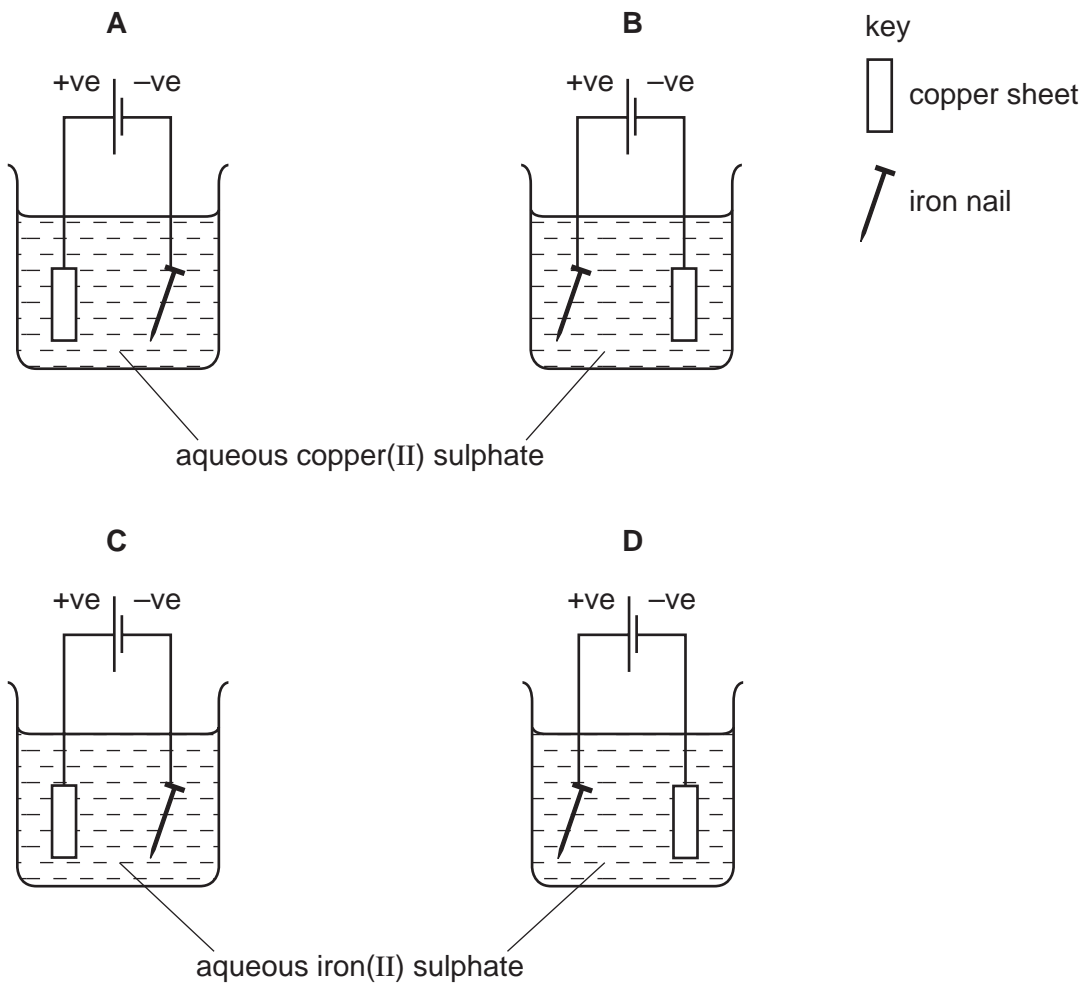 A
B
key
+ve –ve
+ve –ve
copper sheet
iron nail
aqueous copper(II) sulphate
C
D
+ve –ve
+ve –ve
aqueous iron(II) sulphate